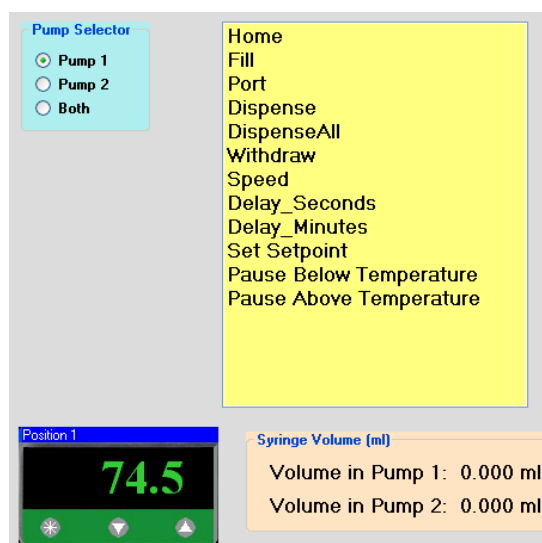 Pump Selector
Pump 1
Pump 2
Both
Home
Fill
Port
Dispense
DispenseAll
Withdraw
Speed
Delay_Seconds
Delay_Minutes
Set Setpoint
Pause Below Temperature
Pause Above Temperature
Position 1
74.5
Syringe Volume (ml)
Volume in Pump 1: 0.000 ml
Volume in Pump 2: 0.000 ml